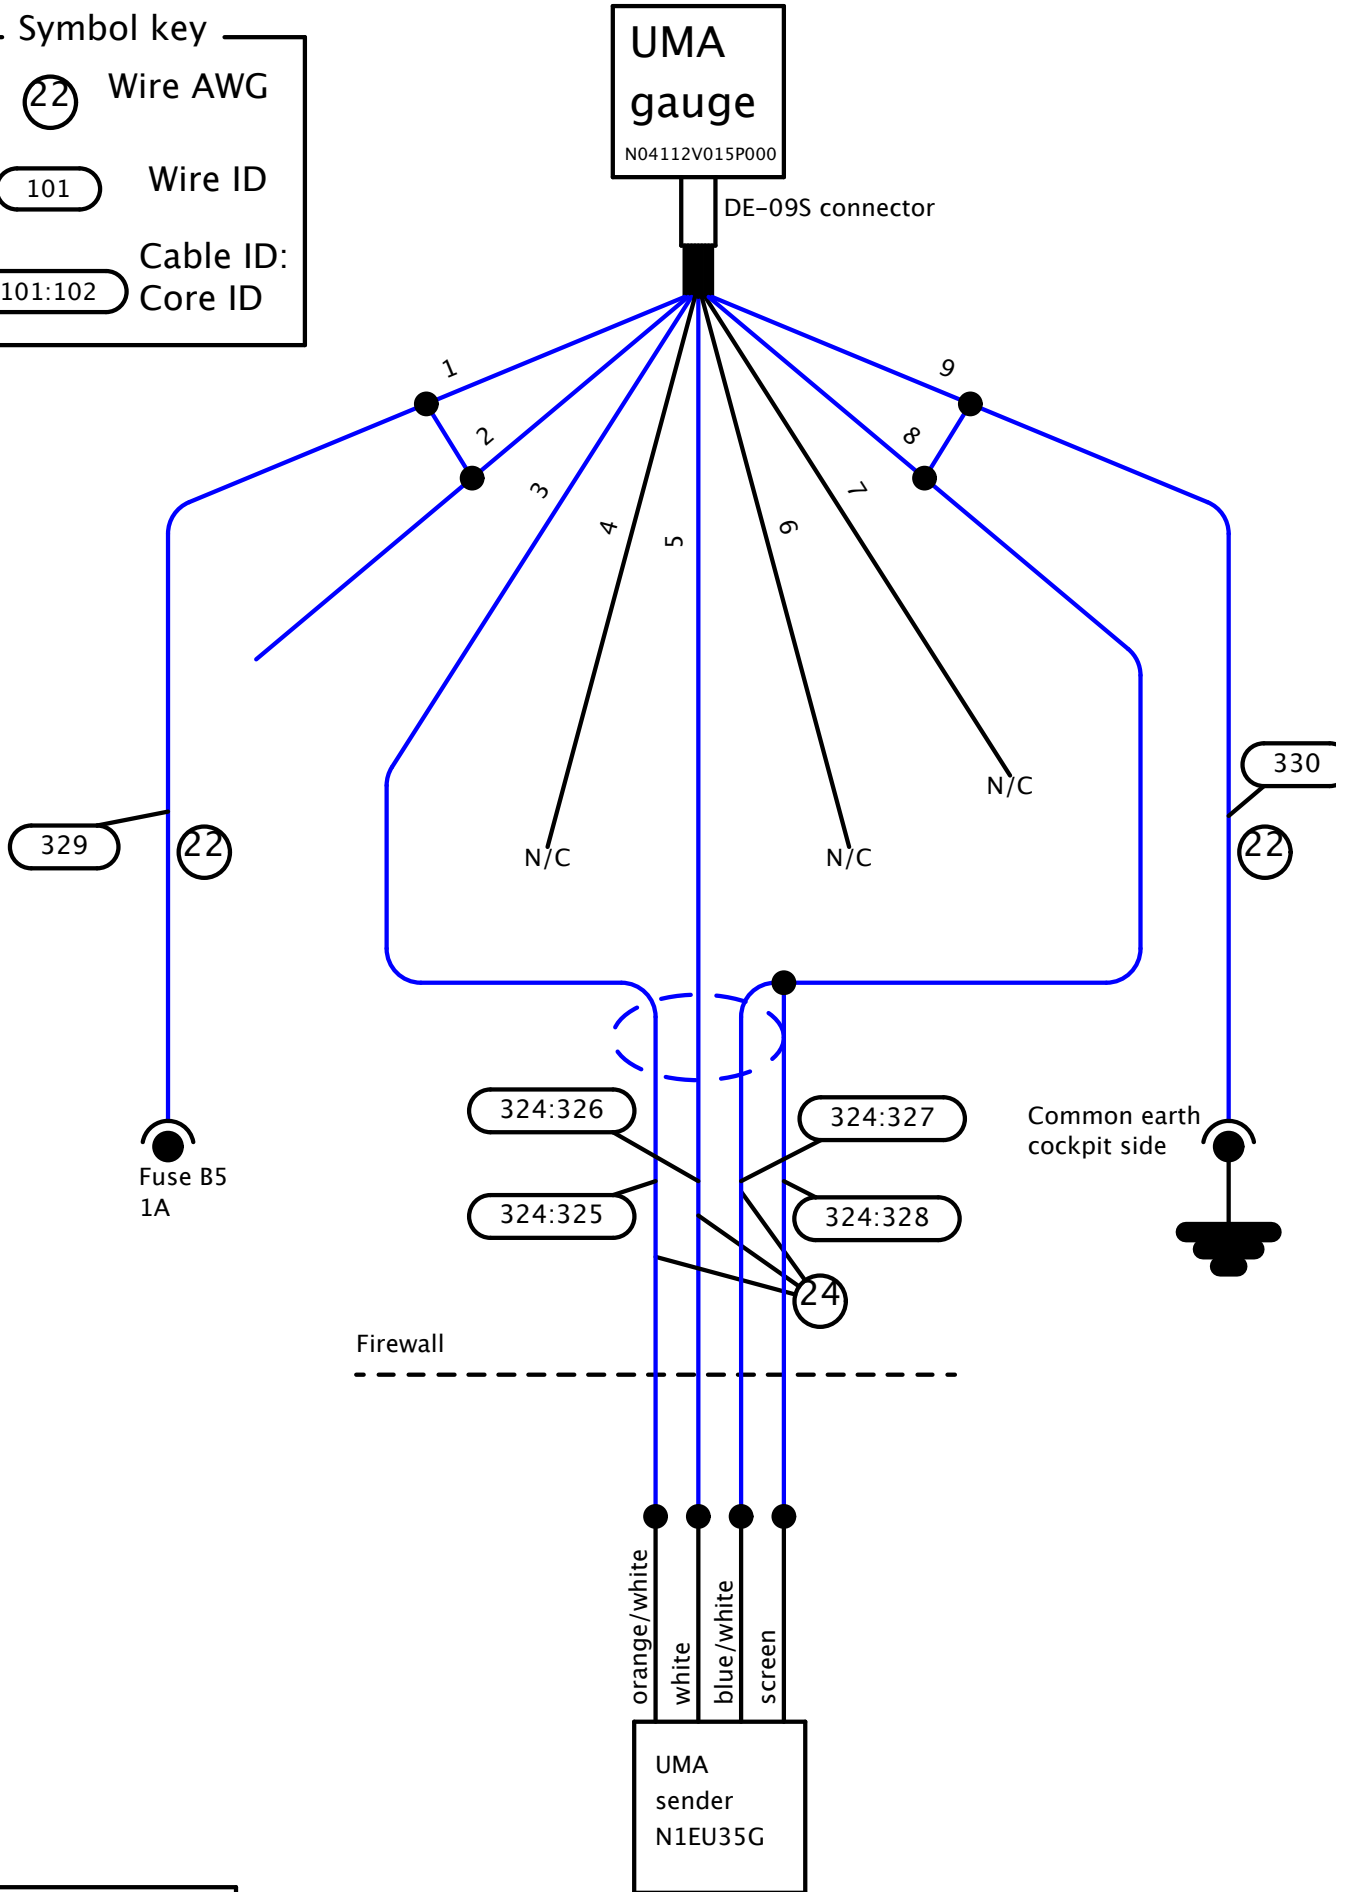 Symbol key
22 Wire AWG
101 Wire ID
101:102 Cable ID:
Core ID
UMA
gauge
N04112V015P000
DE-09S connector
1
2
3
4
5
6
7
8
9
N/C
N/C
N/C
329
22
330
22
Fuse B5
1A
324:326
324:325
324:327
324:328
24
Common earth
cockpit side
Firewall
orange/white
white
blue/white
screen
UMA
sender
N1EU35G